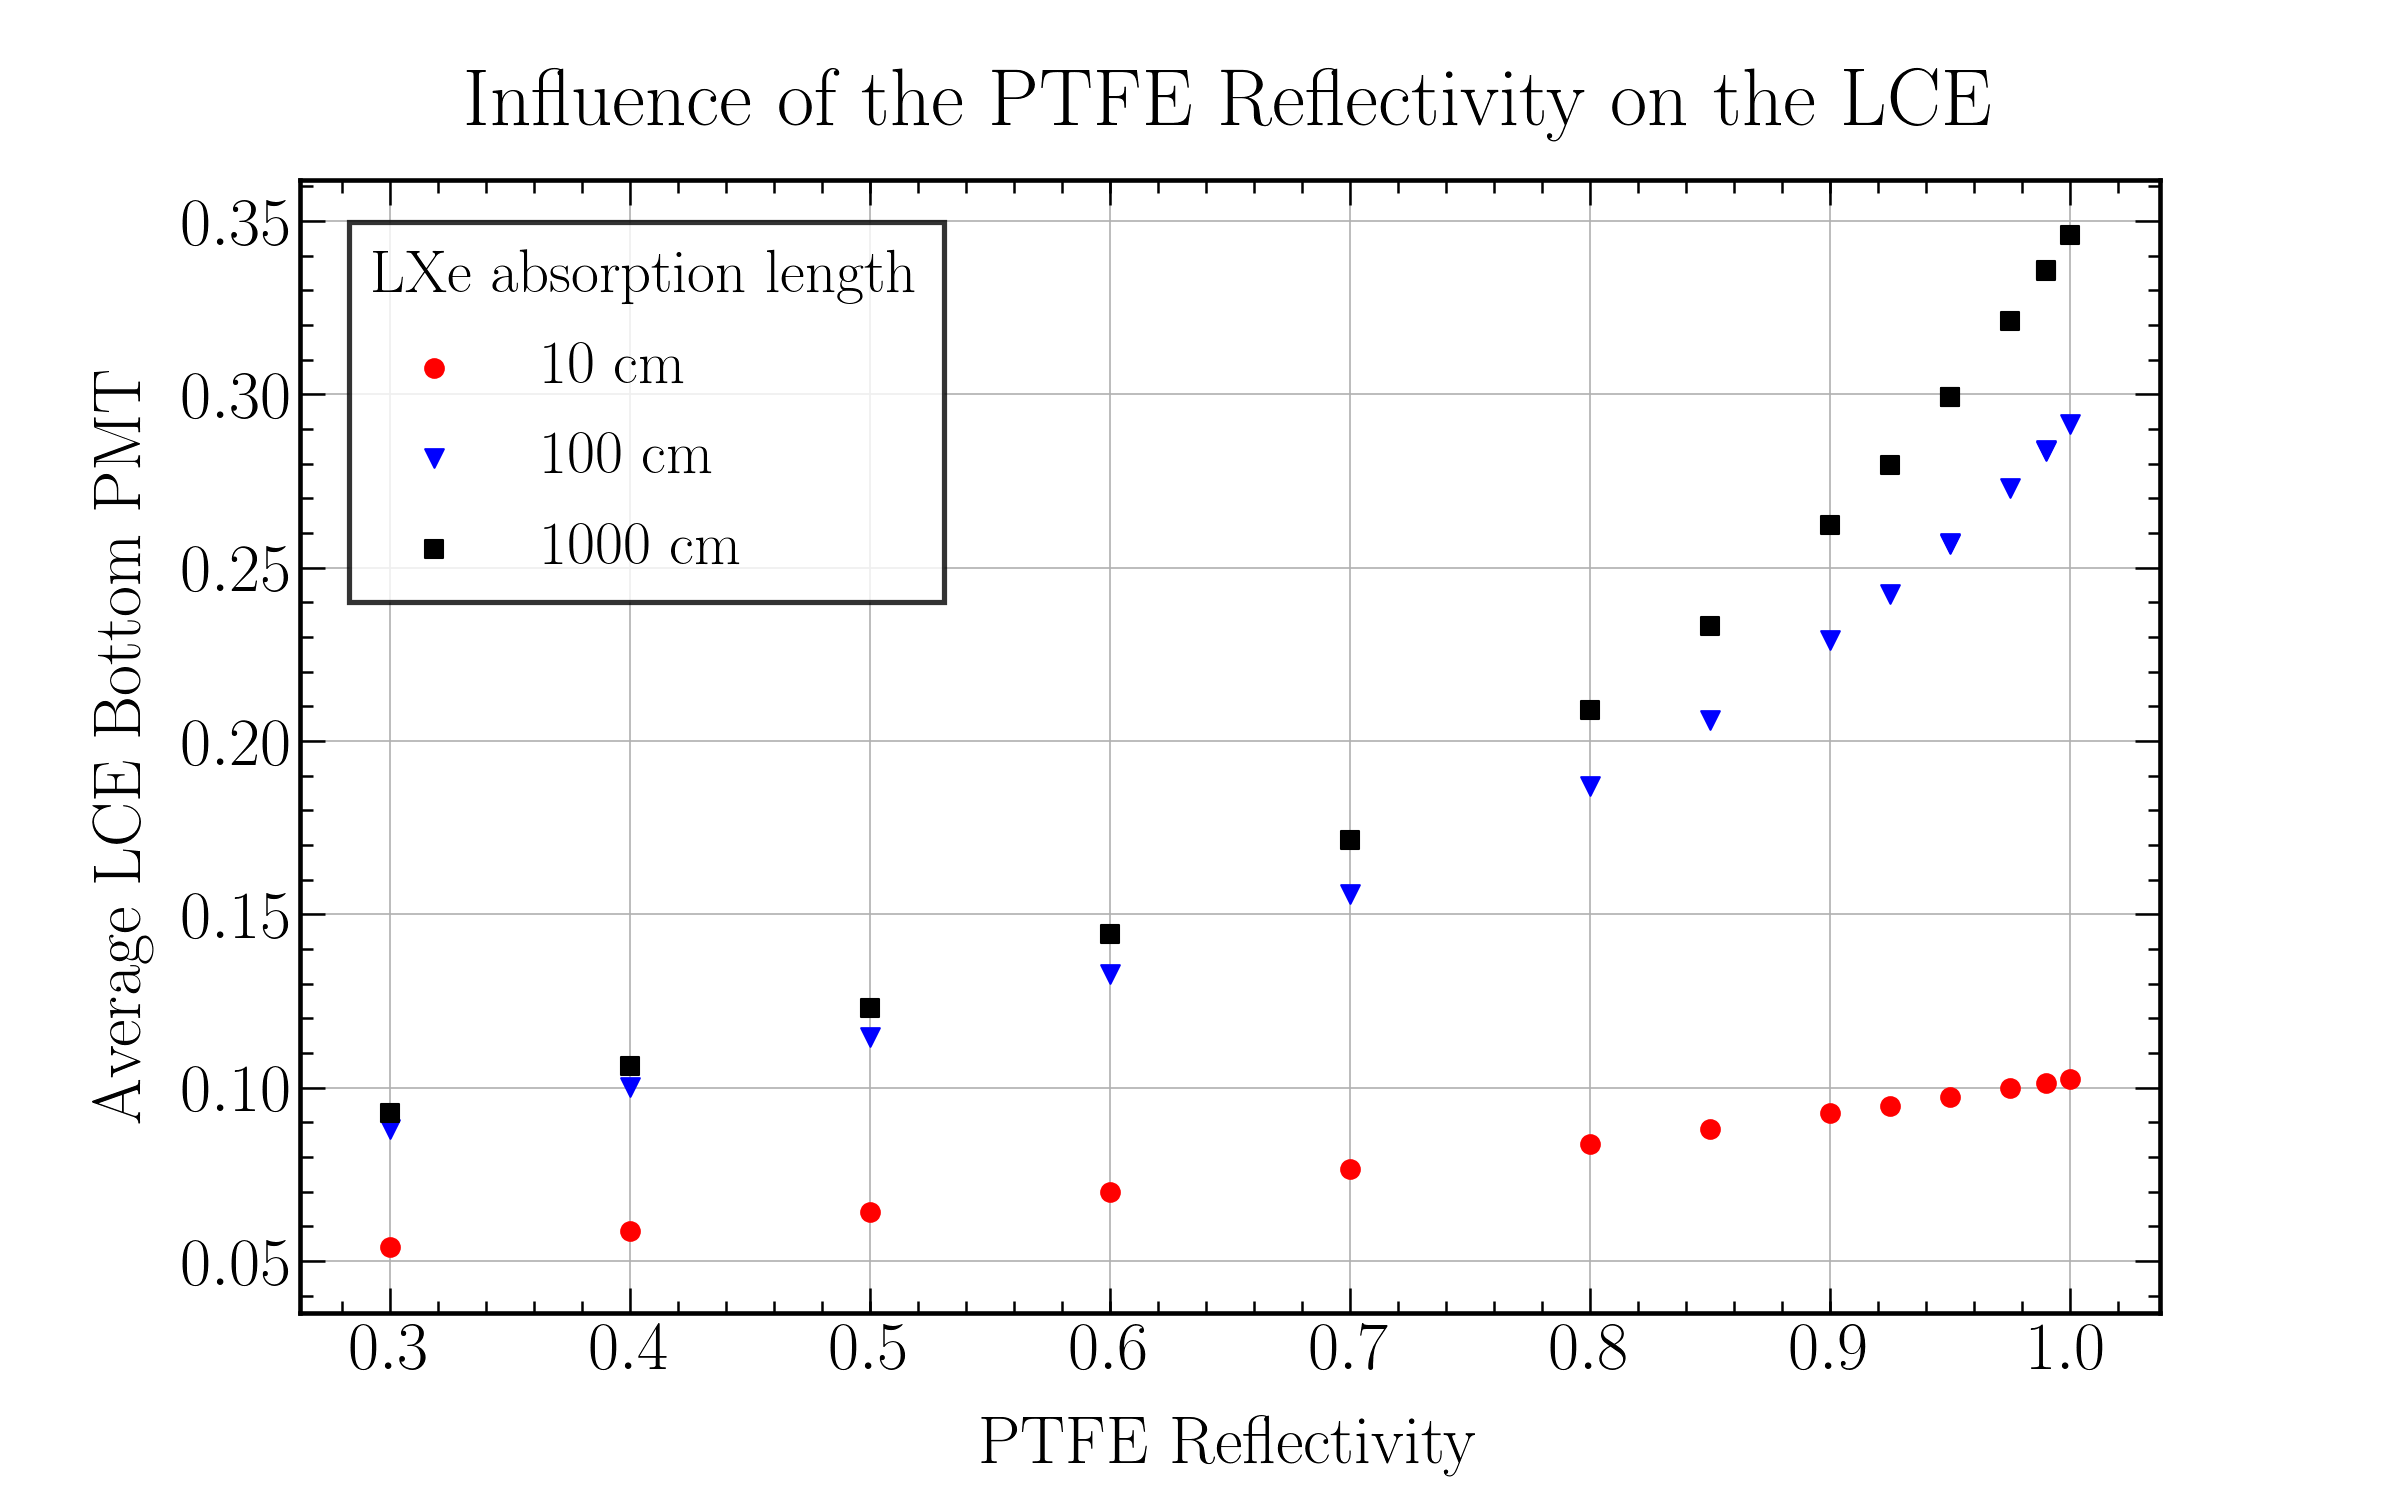 Influence of the PTFE Reflectivity on the LCE
Average LCE Bottom PMT
0.35
0.30
0.25
0.20
0.15
0.10
0.05
LXe absorption length
10 cm
100 cm
1000 cm
0.3 0.4 0.5 0.6 0.7 0.8 0.9 1.0
PTFE Reflectivity